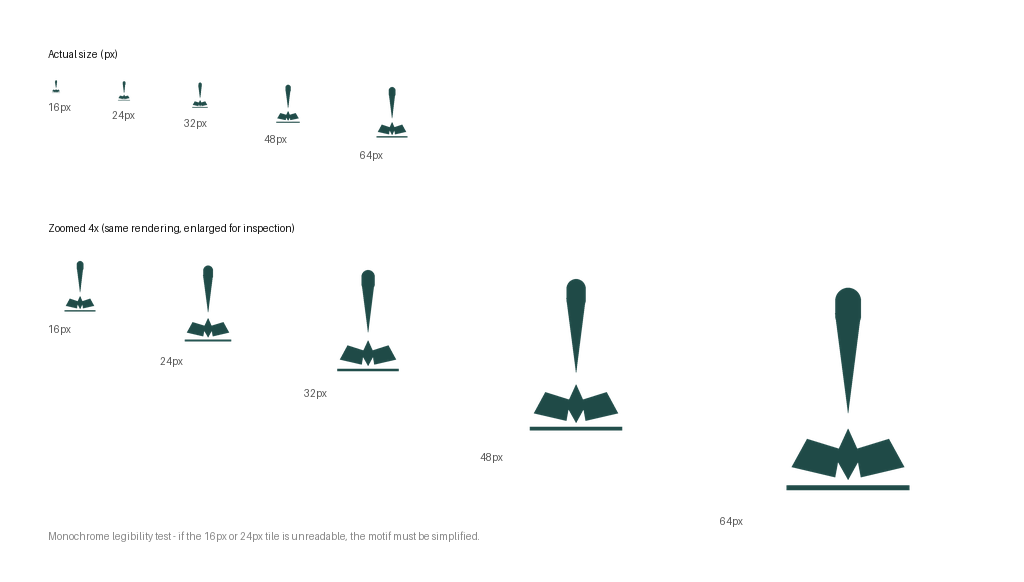 Actual size (px)
16px
24px
32px
48px
64px
Zoomed 4x (same rendering, enlarged for inspection)
16px
24px
32px
48px
64px
Monochrome legibility test - if the 16px or 24px tile is unreadable, the motif must be simplified.